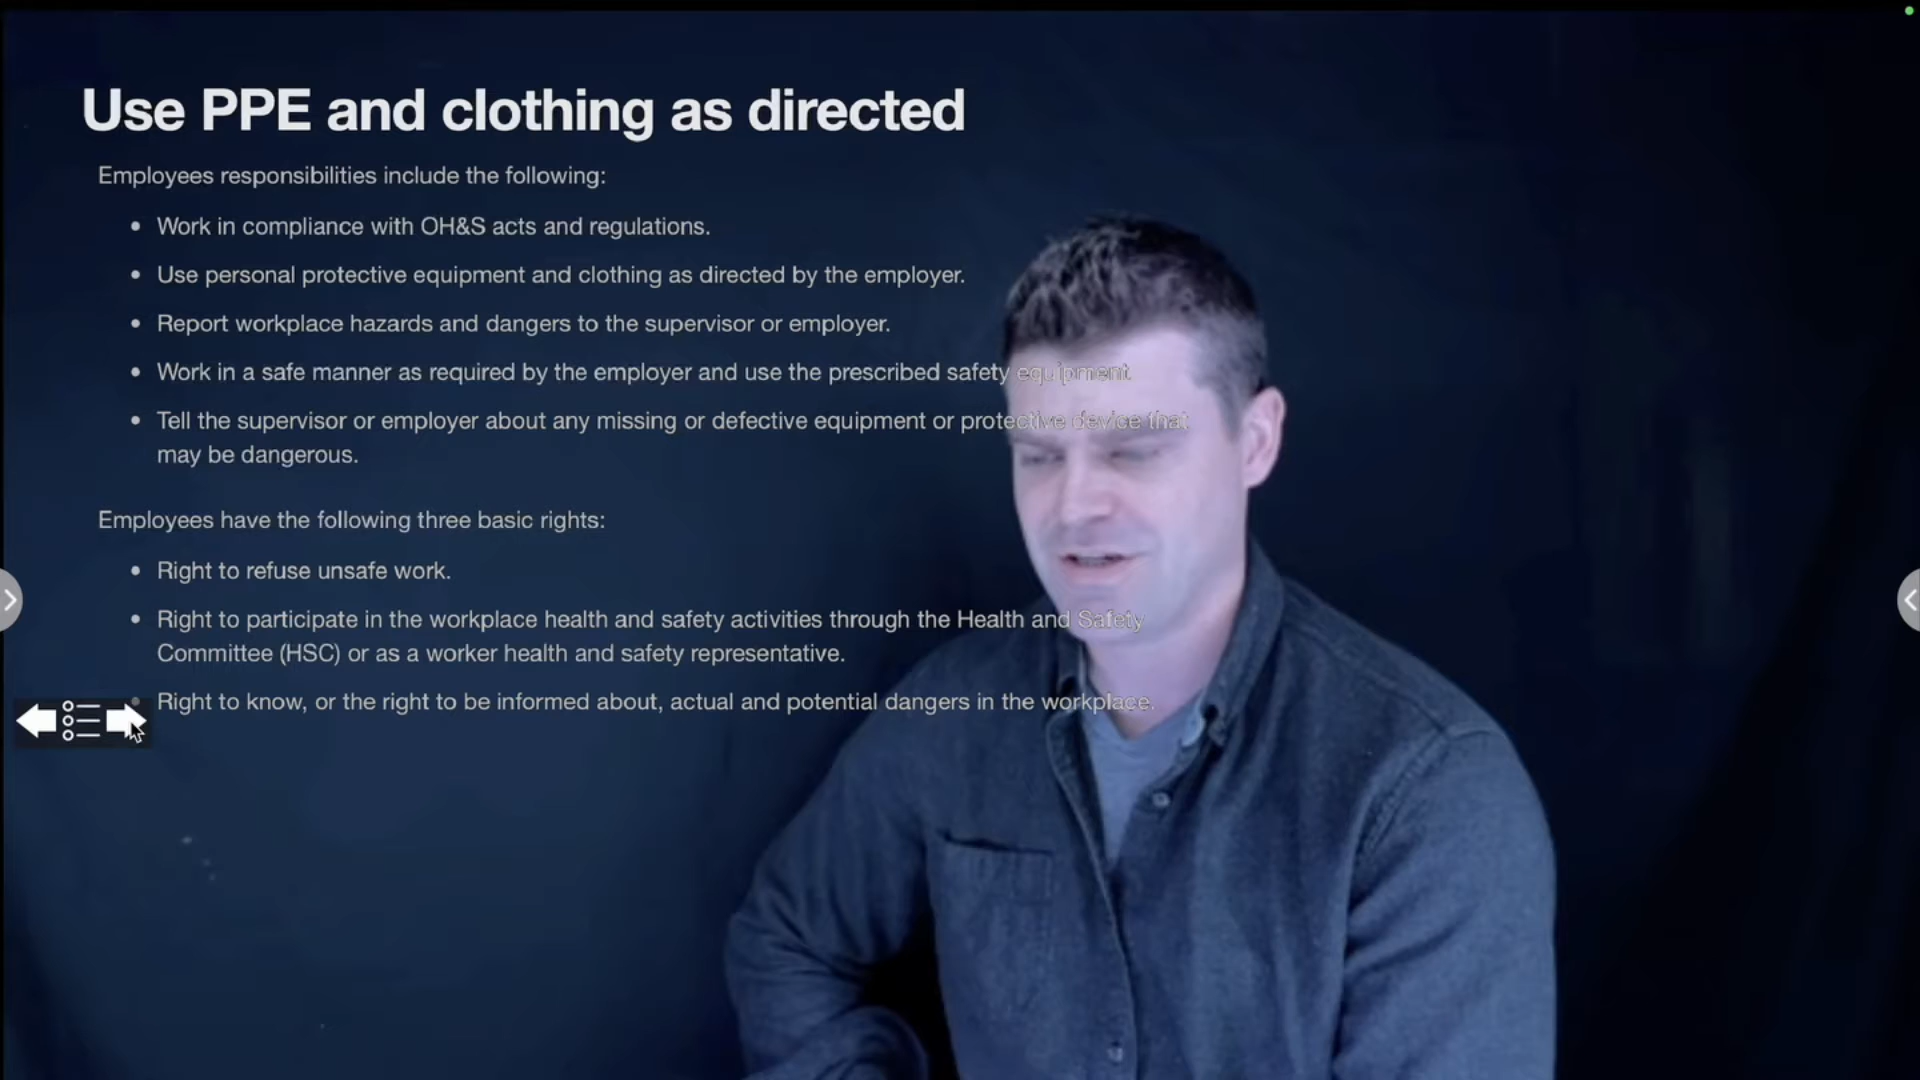 Use PPE and clothing as directed
Employees responsibilities include the following:
• Work in compliance with OH&S acts and regulations.
• Use personal protective equipment and clothing as directed by the employer.
• Report workplace hazards and dangers to the supervisor or employer.
• Work in a safe manner as required by the employer and use the prescribed safety equipment.
• Tell the supervisor or employer about any missing or defective equipment or protective device that
may be dangerous.
Employees have the following three basic rights:
• Right to refuse unsafe work.
• Right to participate in the workplace health and safety activities through the Health and Safety
Committee (HSC) or as a worker health and safety representative.
• Right to know, or the right to be informed about, actual and potential dangers in the workplace.